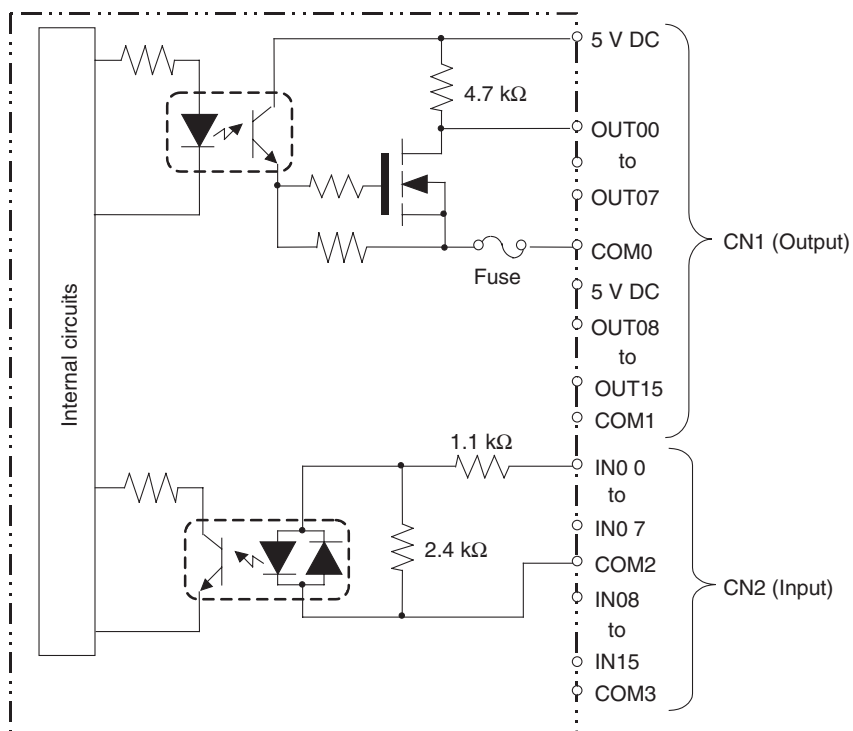 5 V DC
4.7 kΩ
OUT00
to
OUT07
COM0
Fuse
5 V DC
OUT08
to
OUT15
COM1
CN1 (Output)
Internal circuits
1.1 kΩ
IN0 0
to
IN0 7
2.4 kΩ
COM2
IN08
to
IN15
COM3
CN2 (Input)